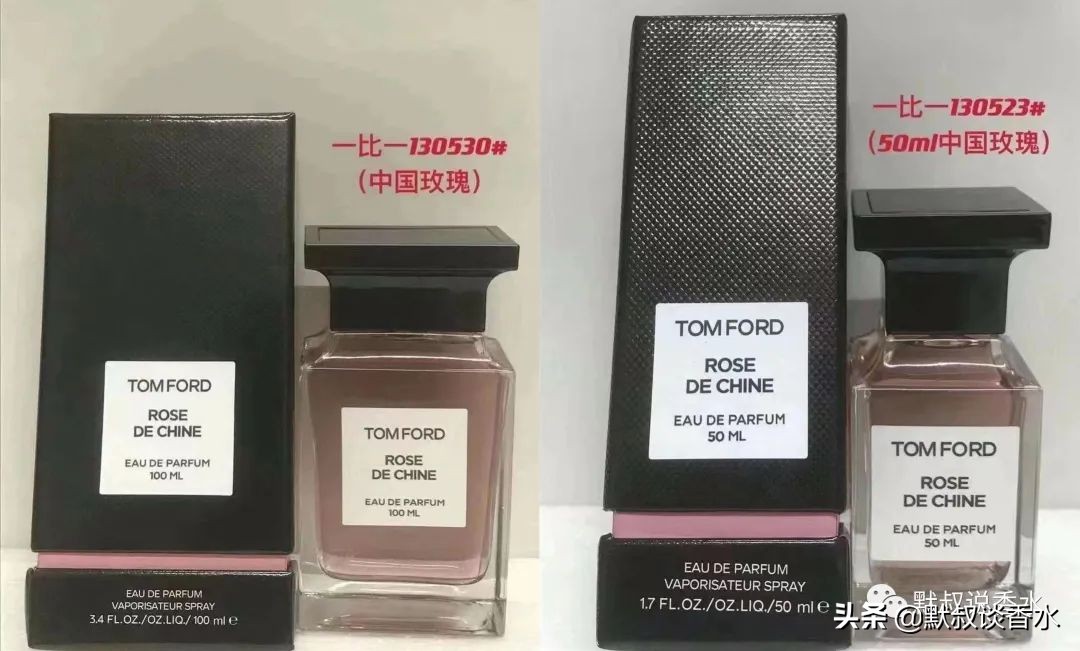 一比一130530#
（中国玫瑰）
TOM FORD
ROSE
DE CHINE
EAU DE PARFUM
100 ML
EAU DE PARFUM
VAPORISATEUR SPRAY
3.4 FL.OZ./OZ.LIQ./ 100 ml ℮
TOM FORD
ROSE
DE CHINE
EAU DE PARFUM
100 ML
一比一130523#
（50ml中国玫瑰）
TOM FORD
ROSE
DE CHINE
EAU DE PARFUM
50 ML
EAU DE PARFUM
VAPORISATEUR SPRAY
1.7 FL.OZ./OZ.LIQ./50 ml ℮
TOM FORD
ROSE
DE CHINE
EAU DE PARFUM
50 ML
默叔说香水
头条 @默叔谈香水